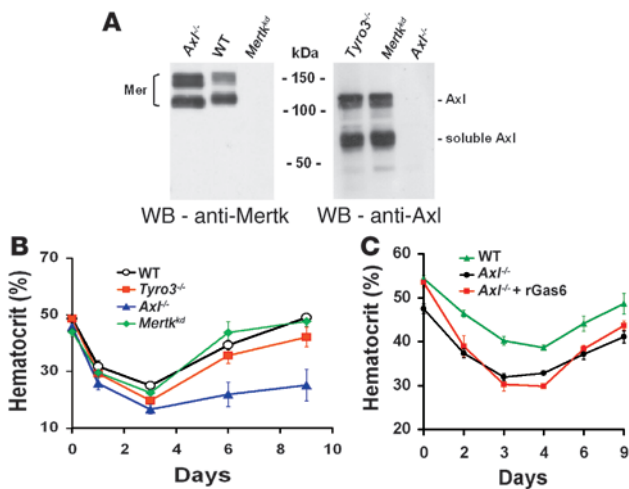 A
Axl-/-
WT
Mertkkd
kDa
Tyro3-/-
Mertkkd
Axl-/-
Mer
- 150 -
- 100 -
- 50 -
- Axl
- soluble Axl
WB - anti-Mertk
WB - anti-Axl
B
Hematocrit (%)
70
50
30
10
0
2
4
6
8
10
Days
WT
Tyro3-/-
Axl-/-
Mertkkd
C
Hematocrit (%)
60
50
40
30
20
0
2
3
4
6
9
Days
WT
Axl-/-
Axl-/- + rGas6